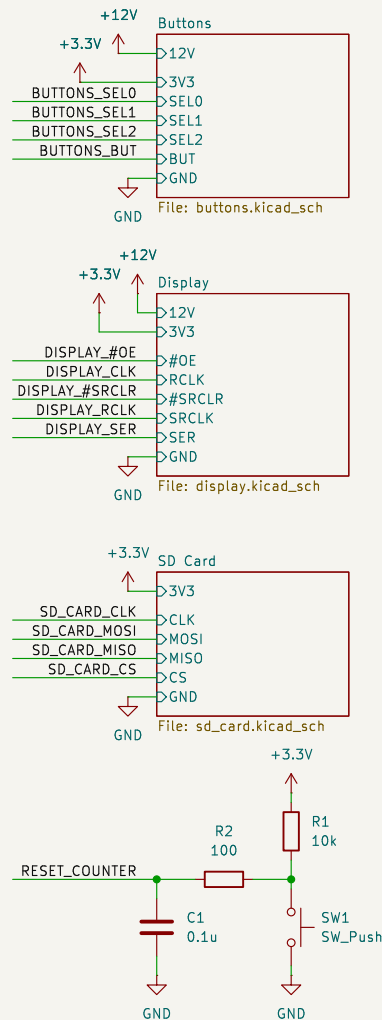 Buttons
+12V
+3.3V
12V
3V3
BUTTONS_SEL0
SEL0
BUTTONS_SEL1
SEL1
BUTTONS_SEL2
SEL2
BUTTONS_BUT
BUT
GND
GND
File: buttons.kicad_sch
Display
+12V
+3.3V
12V
3V3
DISPLAY_#OE
#OE
DISPLAY_CLK
RCLK
DISPLAY_#SRCLR
#SRCLR
DISPLAY_RCLK
SRCLK
DISPLAY_SER
SER
GND
GND
File: display.kicad_sch
+3.3V
SD Card
3V3
SD_CARD_CLK
CLK
SD_CARD_MOSI
MOSI
SD_CARD_MISO
MISO
SD_CARD_CS
CS
GND
GND
File: sd_card.kicad_sch
+3.3V
R1
10k
R2
100
RESET_COUNTER
C1
0.1u
SW1
SW_Push
GND
GND